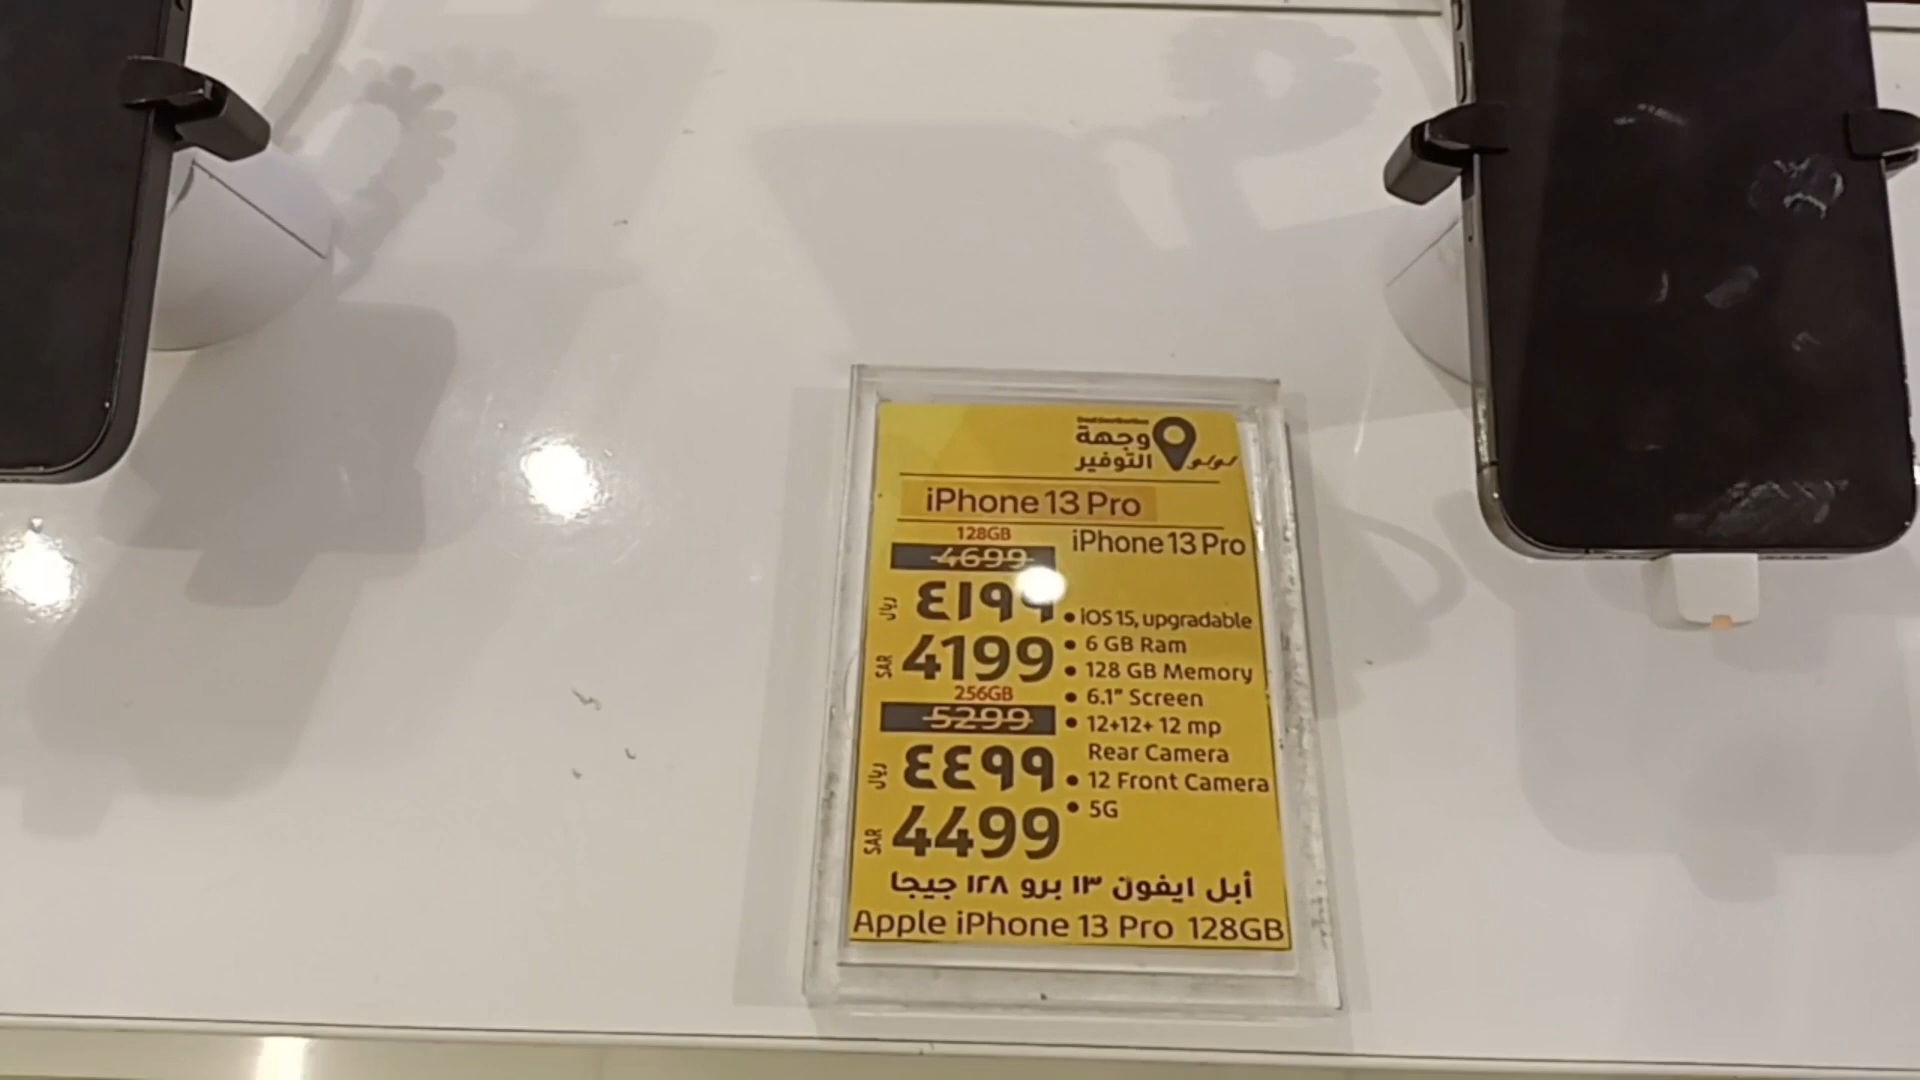 وجهة
التوفير
لولو
iPhone 13 Pro
128GB
4699
ريال ٤١٩٩
SAR 4199
256GB
5299
ريال ٤٤٩٩
SAR 4499
iPhone 13 Pro
• iOS 15, upgradable
• 6 GB Ram
• 128 GB Memory
• 6.1" Screen
• 12+12+ 12 mp
Rear Camera
• 12 Front Camera
• 5G
أبل ايفون ١٣ برو ١٢٨ جيجا
Apple iPhone 13 Pro 128GB